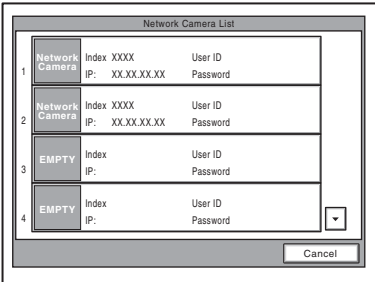 Network Camera List
1
Network Camera
Index XXXX User ID
IP: XX.XX.XX.XX Password
2
Network Camera
Index XXXX User ID
IP: XX.XX.XX.XX Password
3
EMPTY
Index User ID
IP: Password
4
EMPTY
Index User ID
IP: Password
Cancel